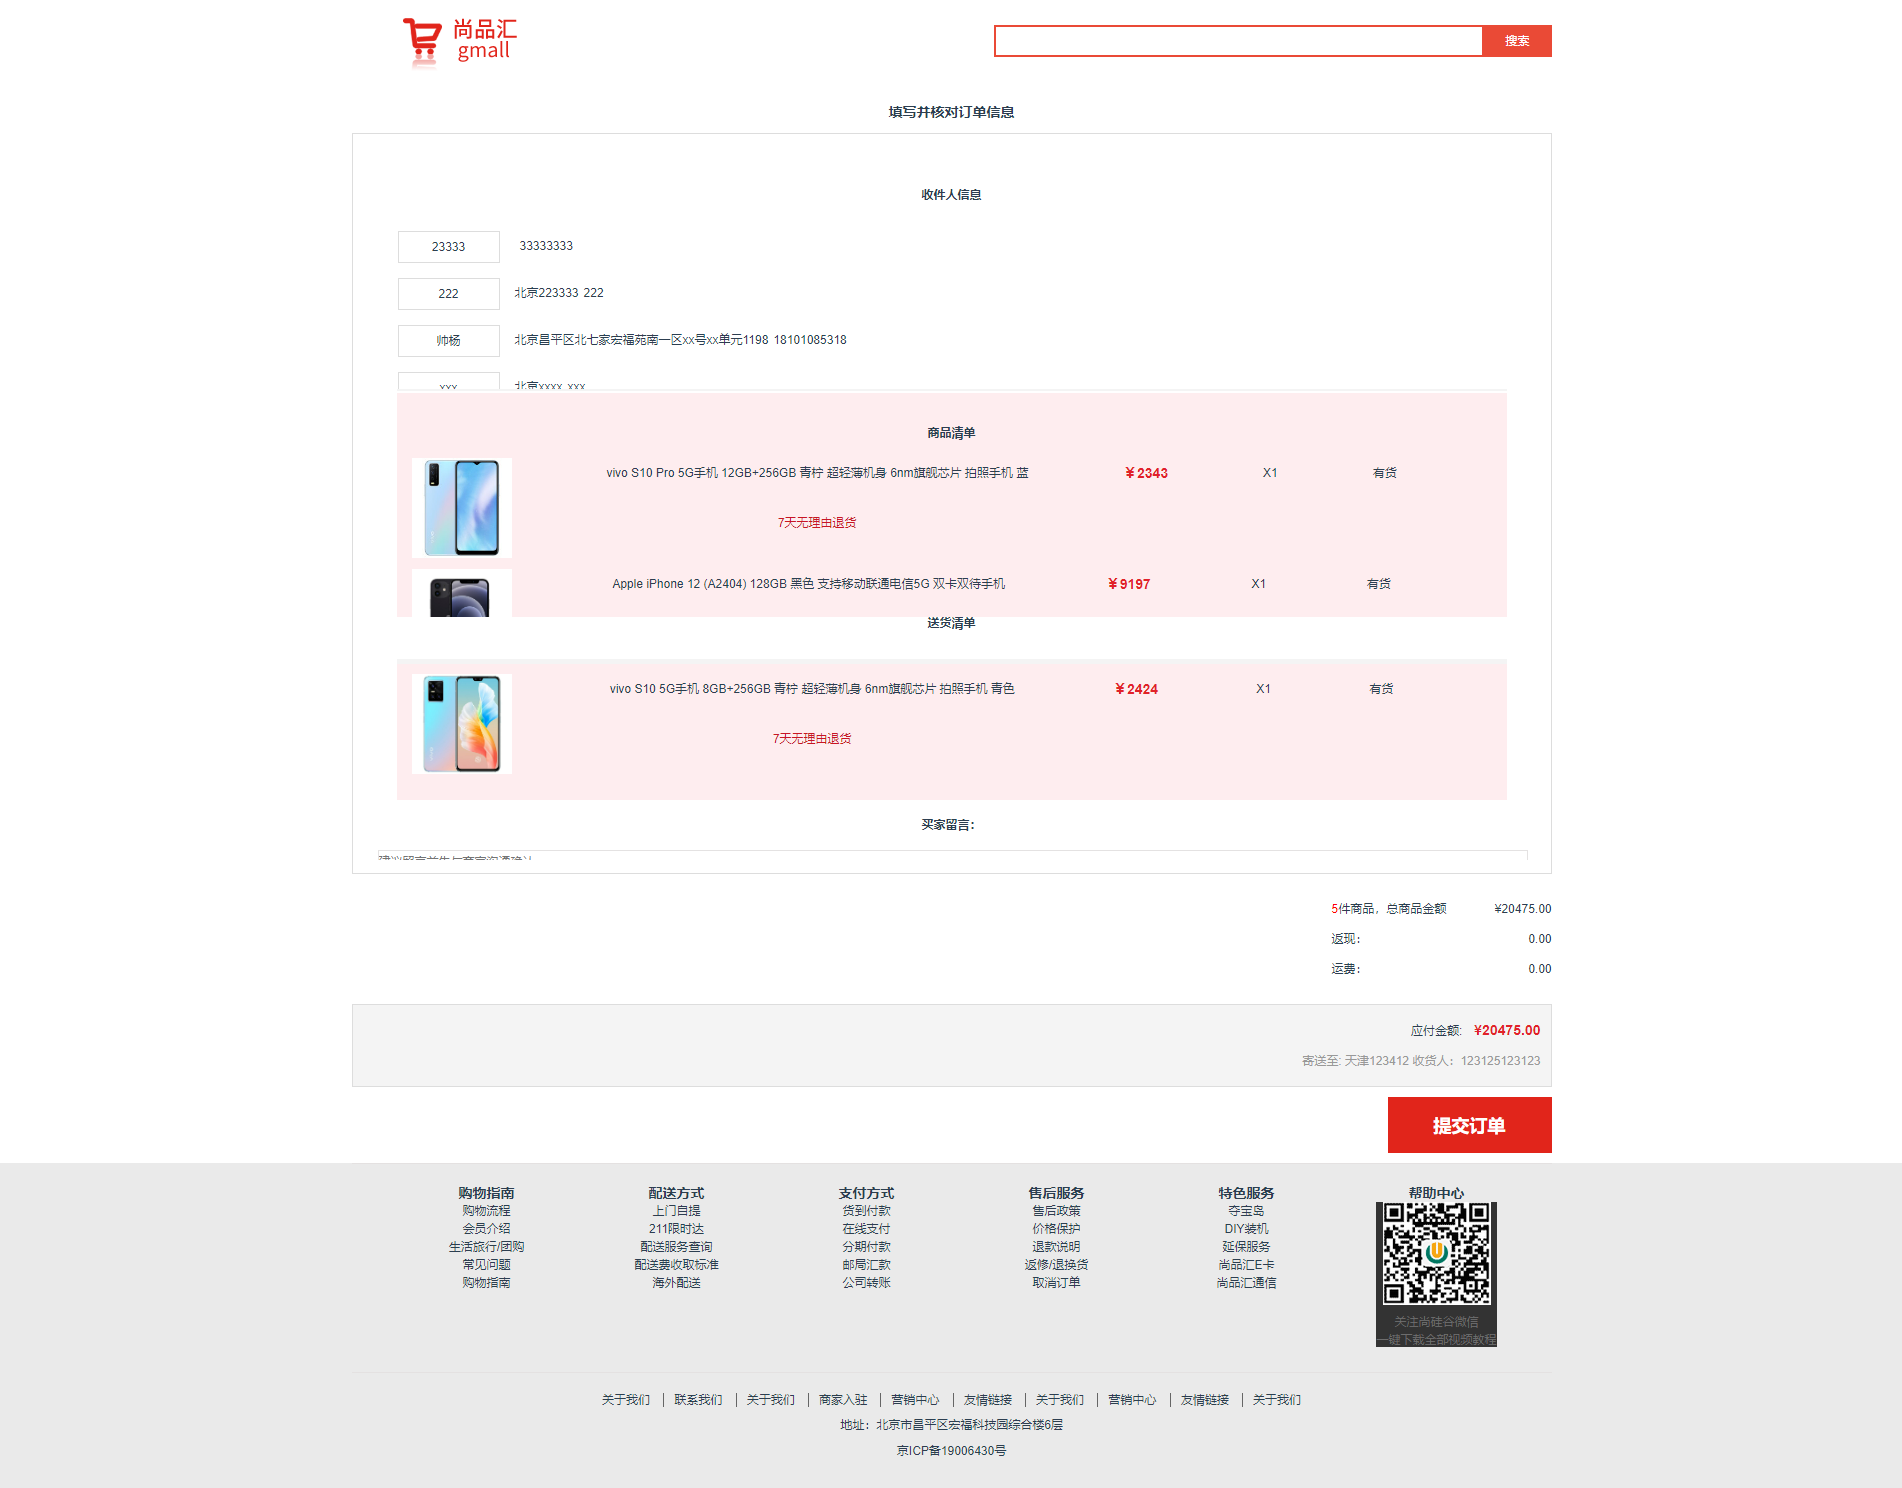 尚品汇
gmall
搜索
填写并核对订单信息
收件人信息
23333 33333333
222 北京223333 222
帅杨 北京昌平区北七家宏福苑南一区xx号xx单元1198 18101085318
xxx 北京xxxx xxx
商品清单
vivo S10 Pro 5G手机 12GB+256GB 青柠 超轻薄机身 6nm旗舰芯片 拍照手机 蓝 ￥2343 X1 有货
7天无理由退货
Apple iPhone 12 (A2404) 128GB 黑色 支持移动联通电信5G 双卡双待手机 ￥9197 X1 有货
送货清单
vivo S10 5G手机 8GB+256GB 青柠 超轻薄机身 6nm旗舰芯片 拍照手机 青色 ￥2424 X1 有货
7天无理由退货
买家留言：
建议留言前先与商家沟通确认
5件商品，总商品金额 ¥20475.00
返现： 0.00
运费： 0.00
应付金额: ¥20475.00
寄送至: 天津123412 收货人：123125123123
提交订单
购物指南 配送方式 支付方式 售后服务 特色服务 帮助中心
购物流程 上门自提 货到付款 售后政策 夺宝岛
会员介绍 211限时达 在线支付 价格保护 DIY装机
生活旅行/团购 配送服务查询 分期付款 退款说明 延保服务
常见问题 配送费收取标准 邮局汇款 返修/退换货 尚品汇E卡
购物指南 海外配送 公司转账 取消订单 尚品汇通信
关注尚硅谷微信
一键下载全部视频教程
关于我们 联系我们 关于我们 商家入驻 营销中心 友情链接 关于我们 营销中心 友情链接 关于我们
地址：北京市昌平区宏福科技园综合楼6层
京ICP备19006430号